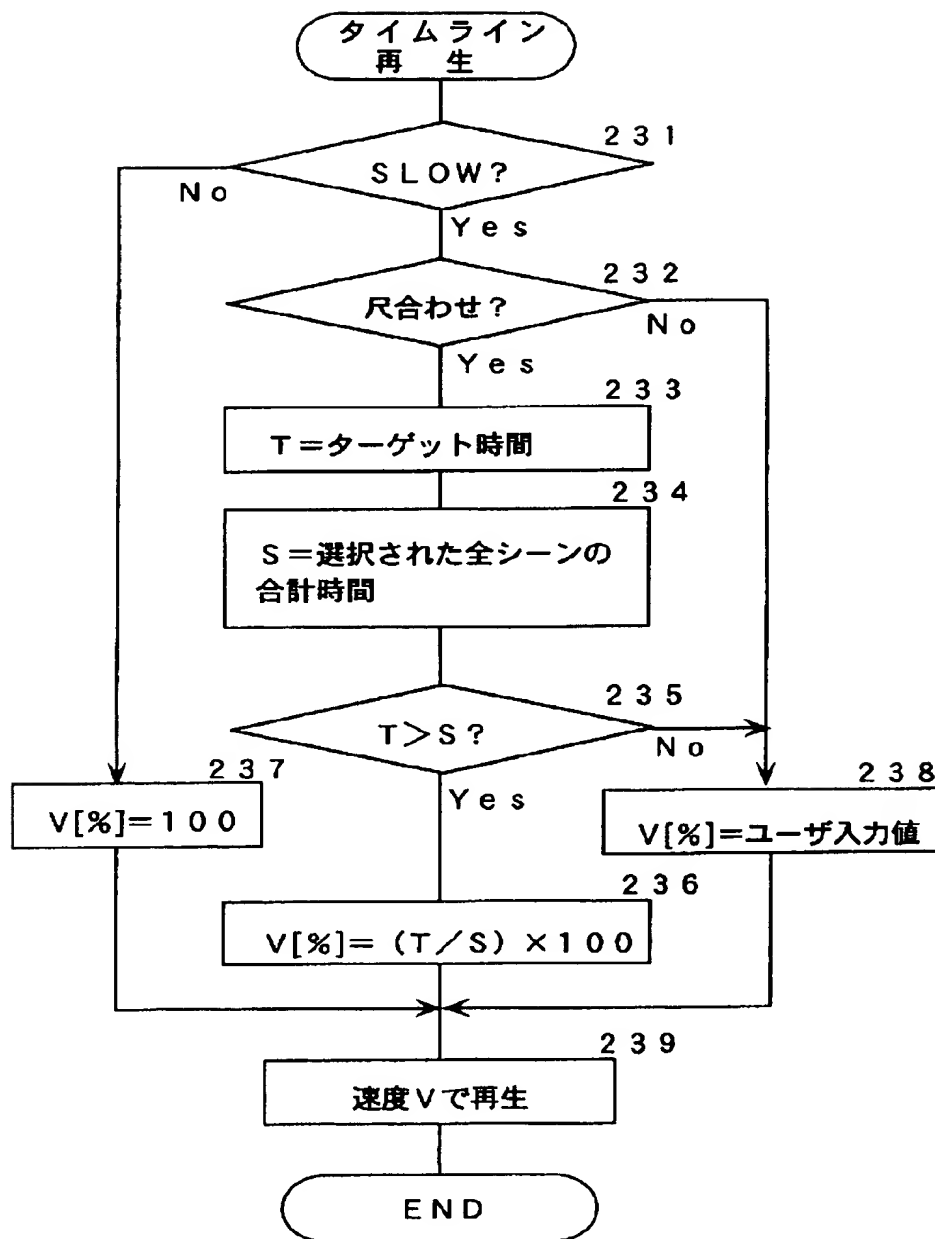 タイムライン
再 生
231
SLOW?
No
Yes
232
尺合わせ?
No
Yes
233
T=ターゲット時間
234
S=選択された全シーンの
合計時間
235
T>S?
No
Yes
237
V[%]=100
238
V[%]=ユーザ入力値
236
V[%]=(T/S)×100
239
速度Vで再生
END